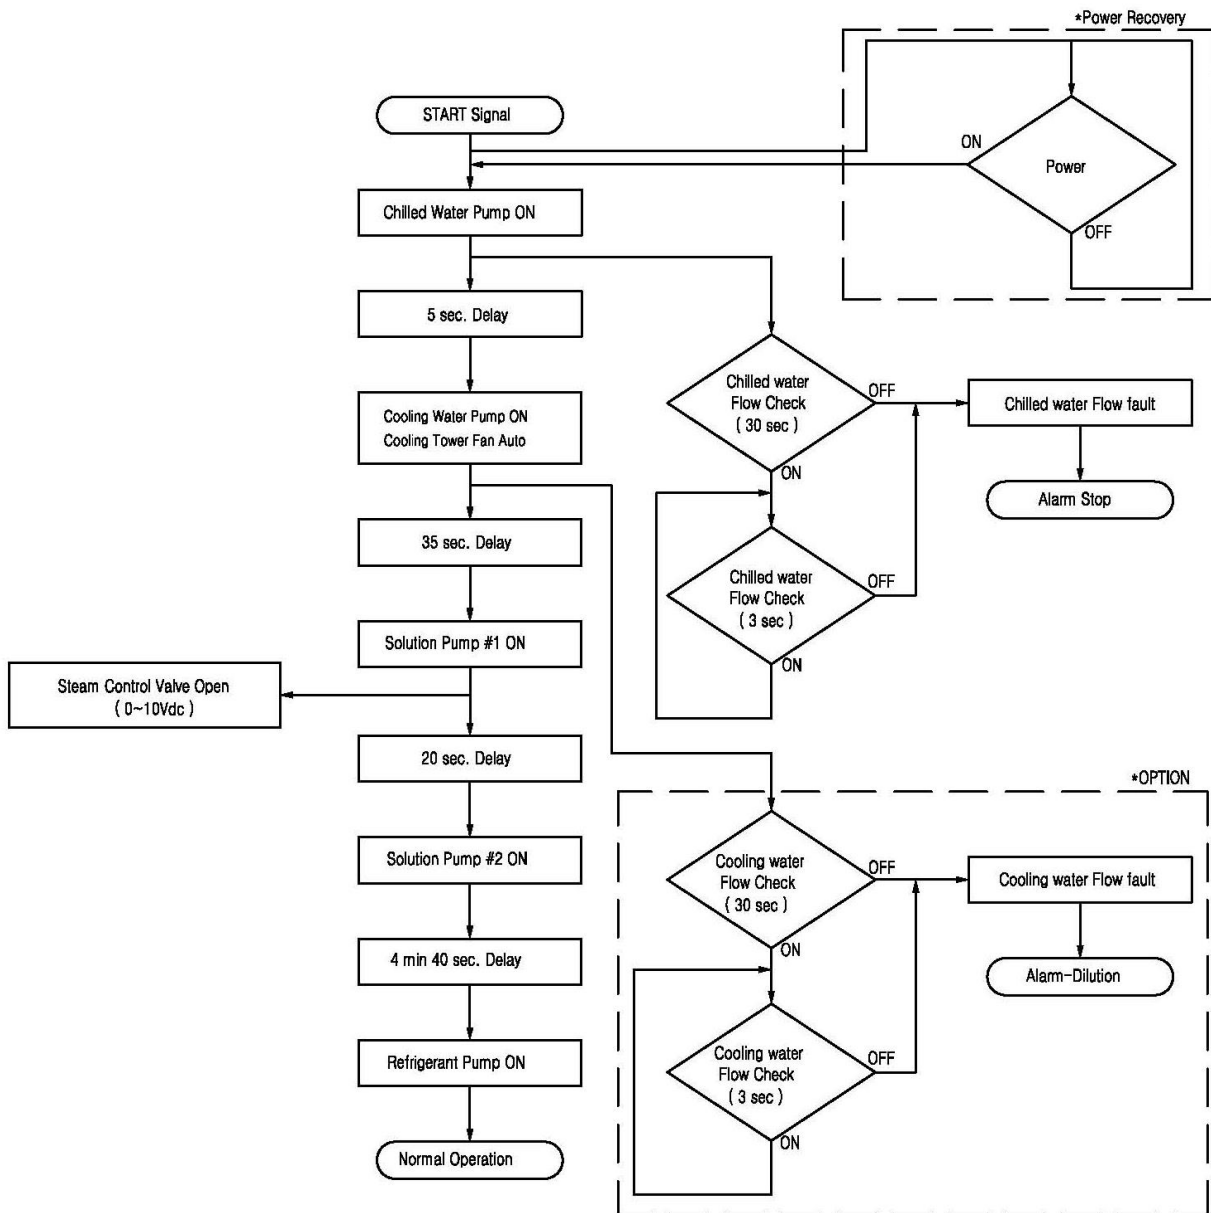 *Power Recovery
START Signal
ON
Power
OFF
Chilled Water Pump ON
5 sec. Delay
Cooling Water Pump ON
Cooling Tower Fan Auto
35 sec. Delay
Solution Pump #1 ON
Steam Control Valve Open
( 0~10Vdc )
20 sec. Delay
Solution Pump #2 ON
4 min 40 sec. Delay
Refrigerant Pump ON
Normal Operation
Chilled water
Flow Check
( 30 sec )
OFF
ON
Chilled water Flow fault
Alarm Stop
Chilled water
Flow Check
( 3 sec )
OFF
ON
*OPTION
Cooling water
Flow Check
( 30 sec )
OFF
ON
Cooling water Flow fault
Alarm-Dilution
Cooling water
Flow Check
( 3 sec )
OFF
ON